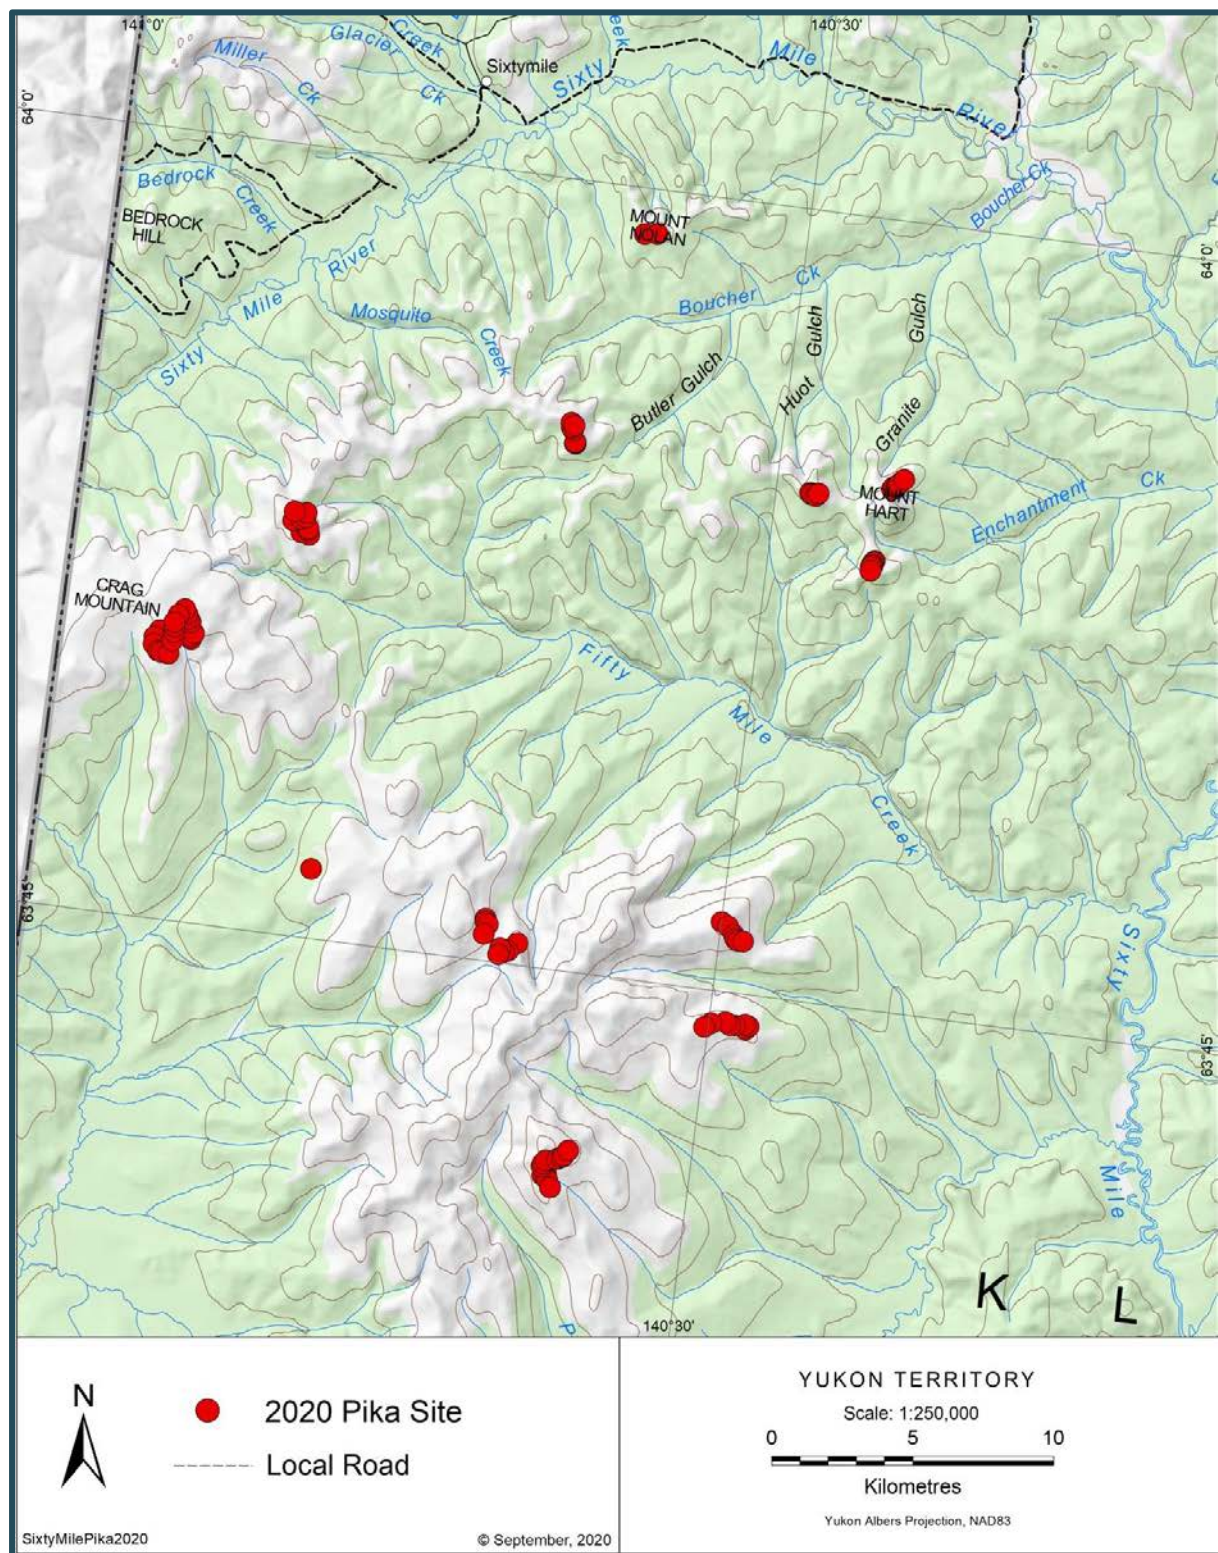 141°0'
140°30'
Miller
Ck
Glacier
Ck
Creek
Sixtymile
Sixty
Mile
River
64°0'
Bedrock
Creek
BEDROCK
HILL
MOUNT
NOLAN
Boucher Ck
64°0'
Sixty
Mile
River
Mosquito
Creek
Boucher
Ck
Butler Gulch
Huot
Gulch
Granite
Gulch
MOUNT
HART
Enchantment
Ck
CRAG
MOUNTAIN
Fifty
Mile
Creek
63°45'
Sixty
Mile
63°45'
K
L
P
140°30'
N
2020 Pika Site
Local Road
SixtyMilePika2020
© September, 2020
YUKON TERRITORY
Scale: 1:250,000
0 5 10
Kilometres
Yukon Albers Projection, NAD83